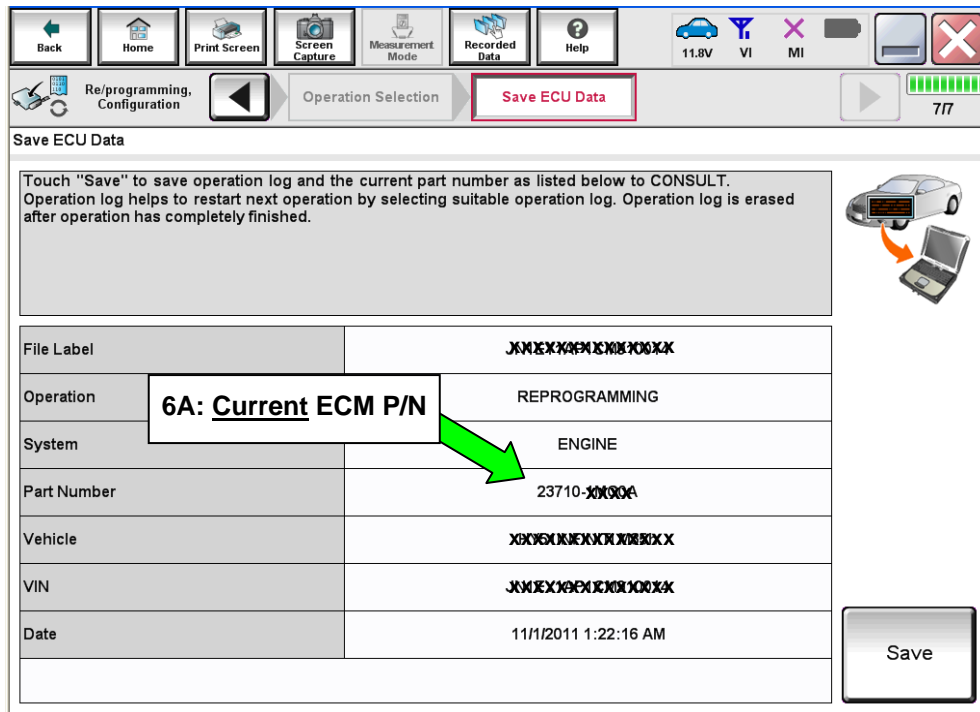 Back
Home
Print Screen
Screen Capture
Measurement Mode
Recorded Data
Help
11.8V
VI
MI
Re/programming, Configuration
Operation Selection
Save ECU Data
7/7
Save ECU Data
Touch "Save" to save operation log and the current part number as listed below to CONSULT.
Operation log helps to restart next operation by selecting suitable operation log. Operation log is erased
after operation has completely finished.
File Label
Operation
REPROGRAMMING
6A: Current ECM P/N
System
ENGINE
Part Number
23710-
Vehicle
VIN
Date
11/1/2011 1:22:16 AM
Save